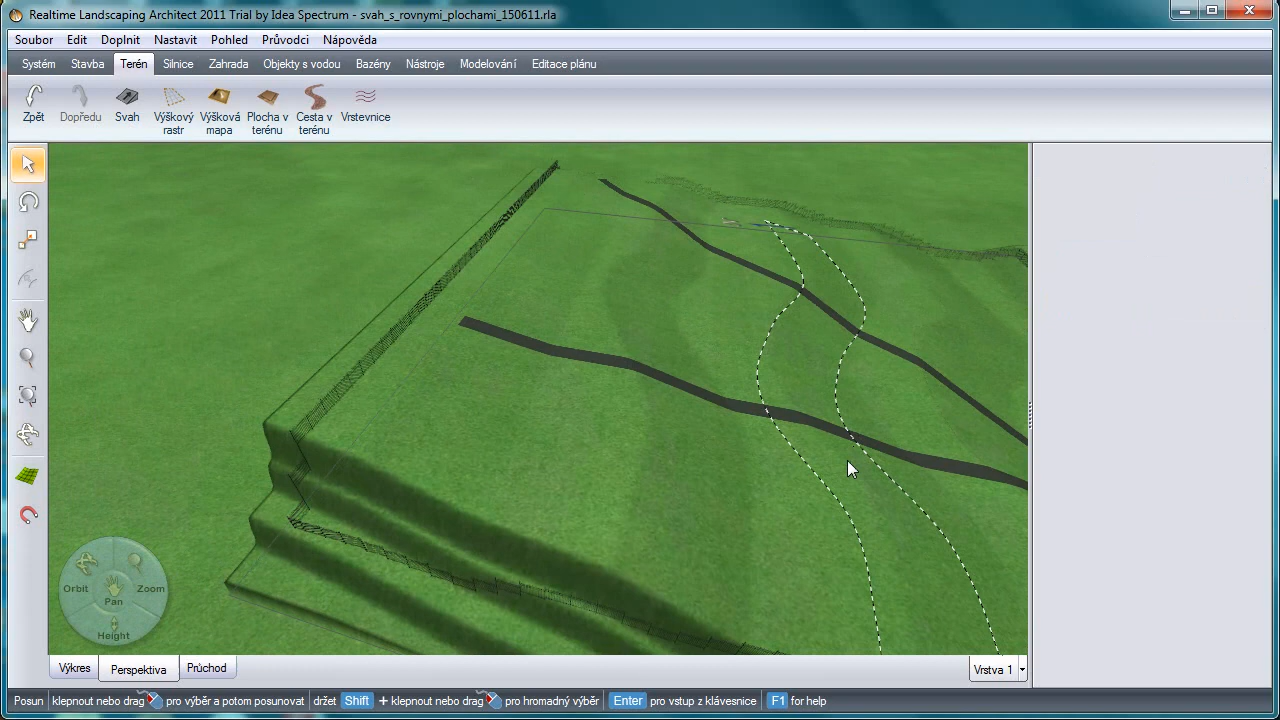 Realtime Landscaping Architect 2011 Trial by Idea Spectrum - svah_s_rovnymi_plochami_150611.rla
Soubor Edit Doplnit Nastavit Pohled Průvodci Nápověda
Systém Stavba Terén Silnice Zahrada Objekty s vodou Bazény Nástroje Modelování Editace plánu
Zpět Dopředu Svah Výškový rastr Výšková mapa Plocha v terénu Cesta v terénu Vrstevnice
Orbit Zoom
Pan
Height
Výkres Perspektiva Průchod Vrstva 1
Posun klepnout nebo drag pro výběr a potom posunovat držet Shift + klepnout nebo drag pro hromadný výběr Enter pro vstup z klávesnice F1 for help